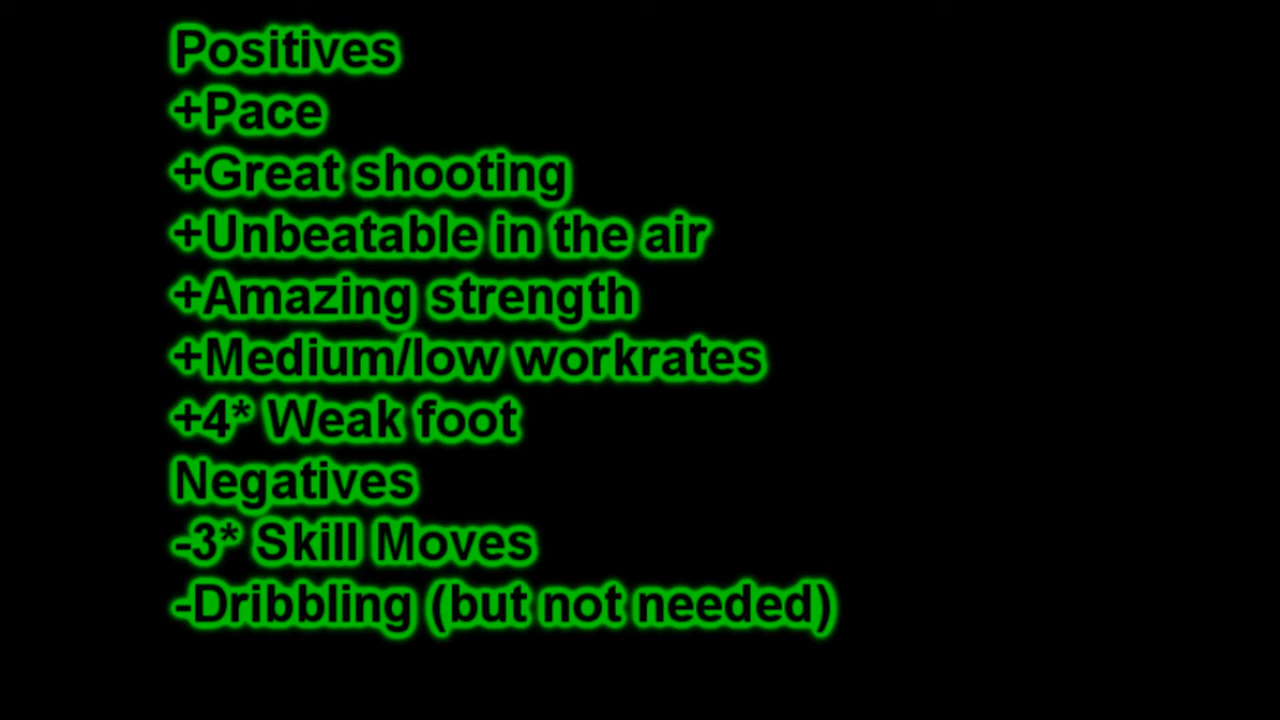 Positives
+Pace
+Great shooting
+Unbeatable in the air
+Amazing strength
+Medium/low workrates
+4* Weak foot
Negatives
-3* Skill Moves
-Dribbling (but not needed)